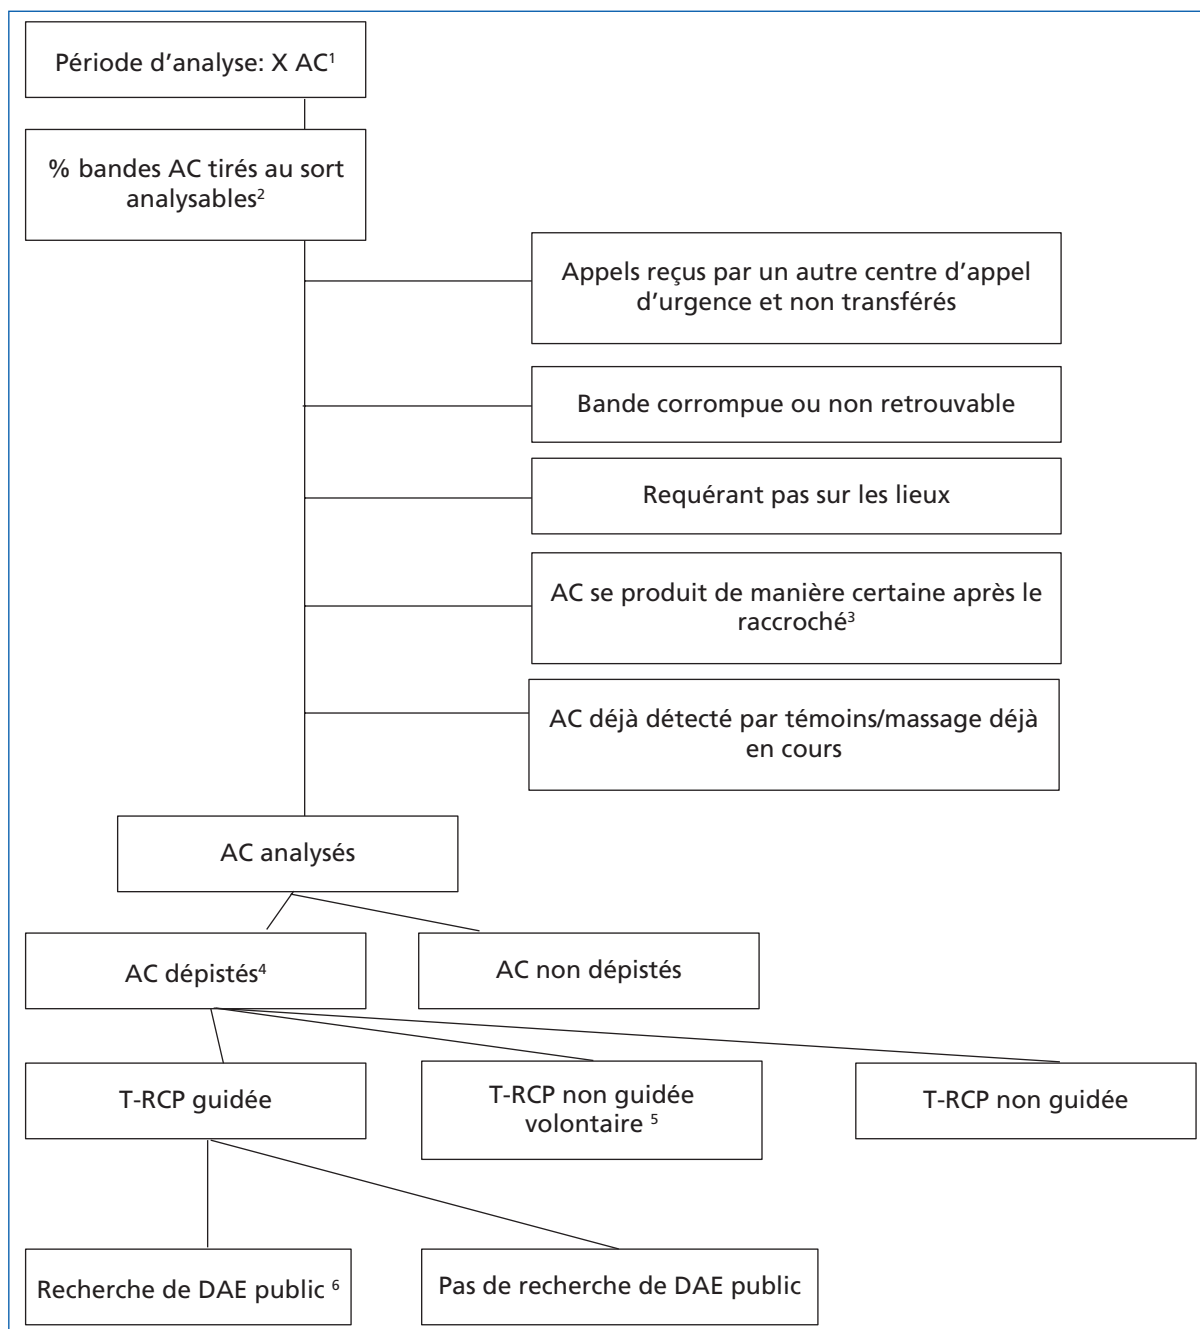 Période d’analyse: X AC¹
% bandes AC tirés au sort
analysables²
Appels reçus par un autre centre d’appel
d’urgence et non transférés
Bande corrompue ou non retrouvable
Requérant pas sur les lieux
AC se produit de manière certaine après le
raccroché³
AC déjà détecté par témoins/massage déjà
en cours
AC analysés
AC dépistés⁴
AC non dépistés
T-RCP guidée
T-RCP non guidée
volontaire ⁵
T-RCP non guidée
Recherche de DAE public ⁶
Pas de recherche de DAE public